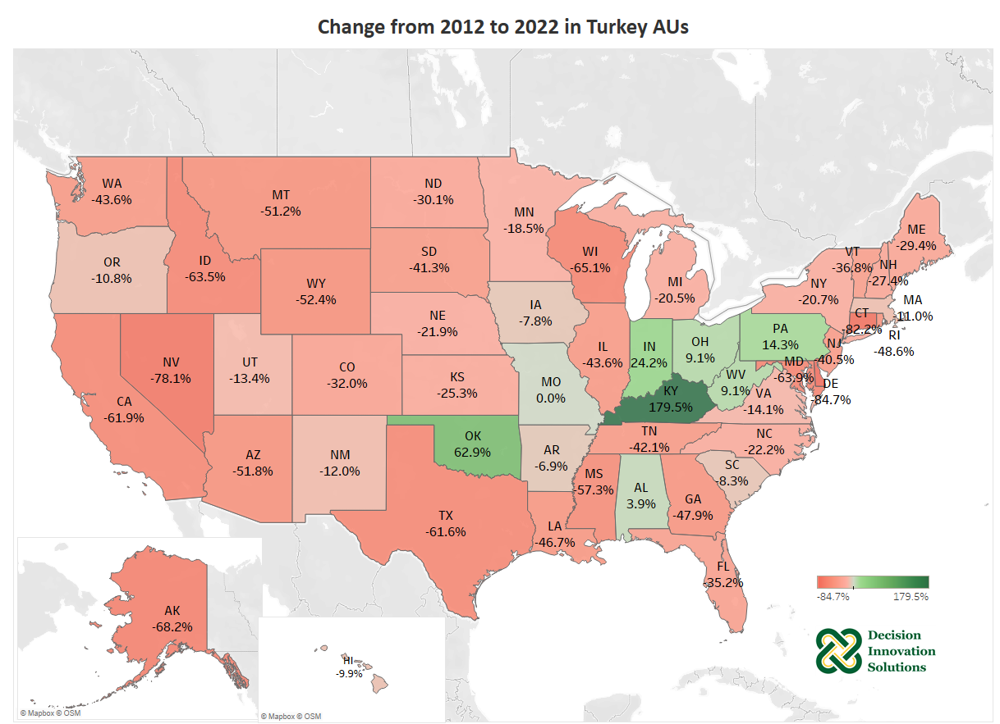 Change from 2012 to 2022 in Turkey AUs
WA
-43.6%
MT
-51.2%
ND
-30.1%
MN
-18.5%
ME
-29.4%
OR
-10.8%
ID
-63.5%
SD
-41.3%
WI
-65.1%
VT
-36.8%
NH
-27.4%
WY
-52.4%
MI
-20.5%
NY
-20.7%
MA
-11.0%
NE
-21.9%
IA
-7.8%
CT
-82.2%
RI
-48.6%
NV
-78.1%
UT
-13.4%
CO
-32.0%
IL
-43.6%
IN
24.2%
OH
9.1%
PA
14.3%
NJ
-40.5%
MD
-63.9%
DE
-84.7%
CA
-61.9%
KS
-25.3%
MO
0.0%
KY
179.5%
WV
9.1%
VA
-14.1%
AZ
-51.8%
NM
-12.0%
OK
62.9%
AR
-6.9%
TN
-42.1%
NC
-22.2%
SC
-8.3%
TX
-61.6%
LA
-46.7%
MS
-57.3%
AL
3.9%
GA
-47.9%
FL
-35.2%
AK
-68.2%
HI
-9.9%
-84.7% 179.5%
Decision
Innovation
Solutions
© Mapbox © OSM
© Mapbox © OSM